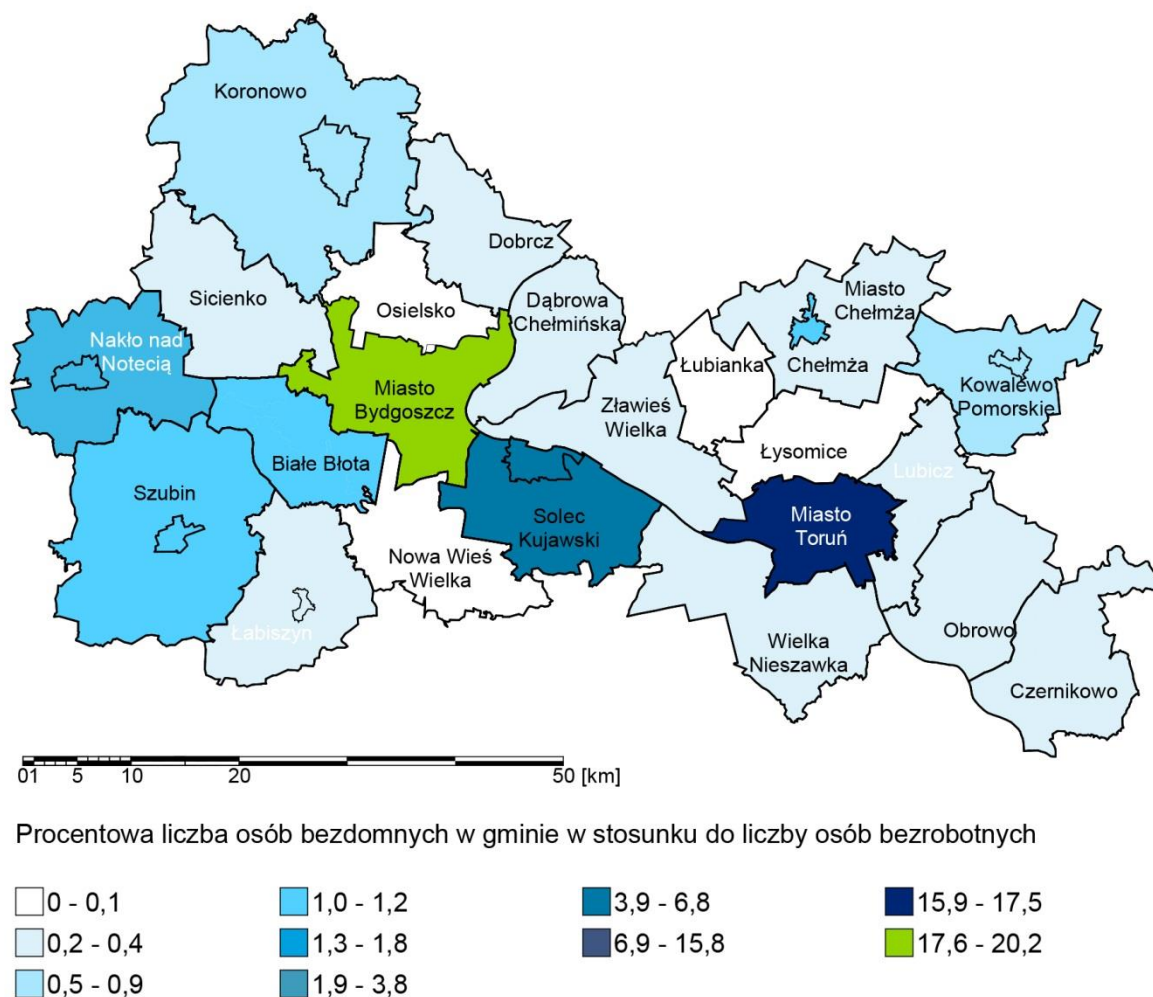 Koronowo
Dobrcz
Sicienko
Osielsko
Dąbrowa
Chełmińska
Miasto
Chełmża
Nakło nad
Notecią
Łubianka
Chełmża
Kowalewo
Pomorskie
Miasto
Bydgoszcz
Zławieś
Wielka
Białe Błota
Łysomice
Lubicz
Szubin
Solec
Kujawski
Miasto
Toruń
Nowa Wieś
Wielka
Łabiszyn
Wielka
Nieszawka
Obrowo
Czernikowo
01 5 10 20 50 [km]
Procentowa liczba osób bezdomnych w gminie w stosunku do liczby osób bezrobotnych
0 - 0,1
0,2 - 0,4
0,5 - 0,9
1,0 - 1,2
1,3 - 1,8
1,9 - 3,8
3,9 - 6,8
6,9 - 15,8
15,9 - 17,5
17,6 - 20,2